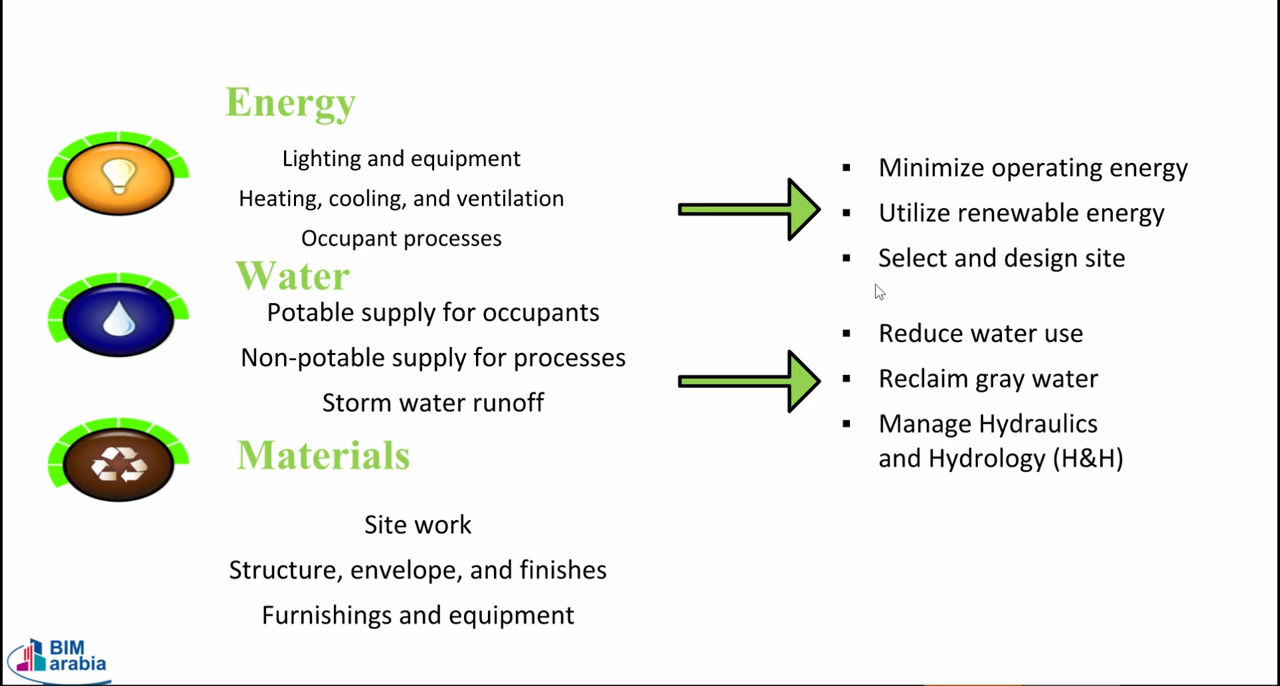 Energy
Lighting and equipment
Heating, cooling, and ventilation
Occupant processes
▪ Minimize operating energy
▪ Utilize renewable energy
▪ Select and design site
Water
Potable supply for occupants
Non-potable supply for processes
Storm water runoff
▪ Reduce water use
▪ Reclaim gray water
▪ Manage Hydraulics
and Hydrology (H&H)
Materials
Site work
Structure, envelope, and finishes
Furnishings and equipment
BIM
arabia